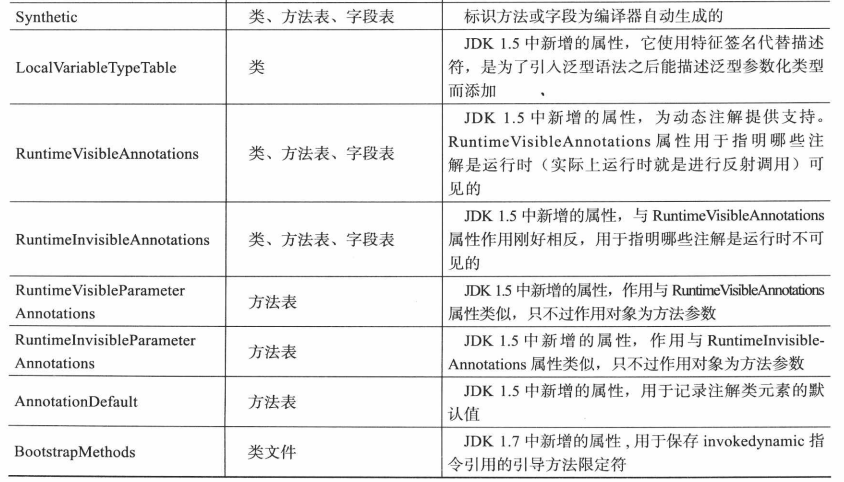 Synthetic 类、方法表、字段表 标识方法或字段为编译器自动生成的
LocalVariableTypeTable 类 JDK 1.5 中新增的属性，它使用特征签名代替描述
符，是为了引入泛型语法之后能描述泛型参数化类型
而添加
RuntimeVisibleAnnotations 类、方法表、字段表 JDK 1.5 中新增的属性，为动态注解提供支持。
RuntimeVisibleAnnotations 属性用于指明哪些注
解是运行时（实际上运行时就是进行反射调用）可
见的
RuntimeInvisibleAnnotations 类、方法表、字段表 JDK 1.5 中新增的属性，与 RuntimeVisibleAnnotations
属性作用刚好相反，用于指明哪些注解是运行时不可
见的
RuntimeVisibleParameter
Annotations 方法表 JDK 1.5 中新增的属性，作用与 RuntimeVisibleAnnotations
属性类似，只不过作用对象为方法参数
RuntimeInvisibleParameter
Annotations 方法表 JDK 1.5 中新增的属性，作用与 RuntimeInvisible-
Annotations 属性类似，只不过作用对象为方法参数
AnnotationDefault 方法表 JDK 1.5 中新增的属性，用于记录注解类元素的默
认值
BootstrapMethods 类文件 JDK 1.7 中新增的属性 , 用于保存 invokedynamic 指
令引用的引导方法限定符